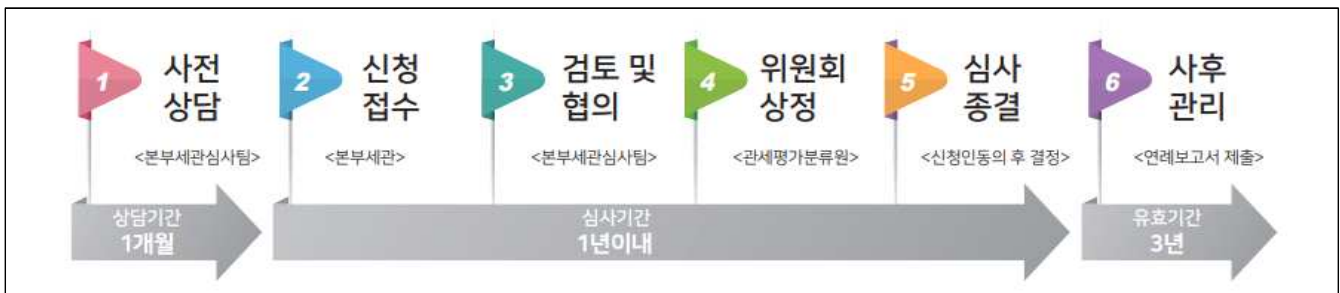 1 사전
상담
<본부세관심사팀>
2 신청
접수
<본부세관>
3 검토 및
협의
<본부세관심사팀>
4 위원회
상정
<관세평가분류원>
5 심사
종결
<신청인동의 후 결정>
6 사후
관리
<연례보고서 제출>
상담기간
1개월
심사기간
1년이내
유효기간
3년